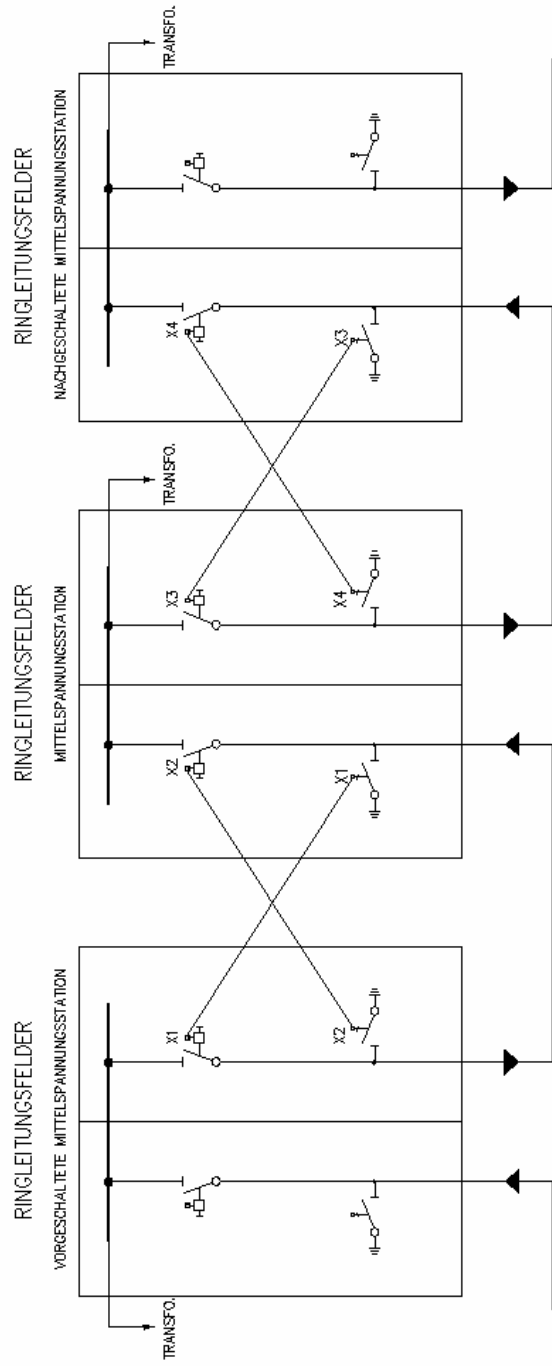 RINGLEITUNGSFELDER
VORGESCHALTETE MITTELSPANNUNGSSTATION
TRANSFO.
X1
X2
RINGLEITUNGSFELDER
MITTELSPANNUNGSSTATION
TRANSFO.
X2
X3
X1
X4
RINGLEITUNGSFELDER
NACHGESCHALTETE MITTELSPANNUNGSSTATION
TRANSFO.
X4
X3